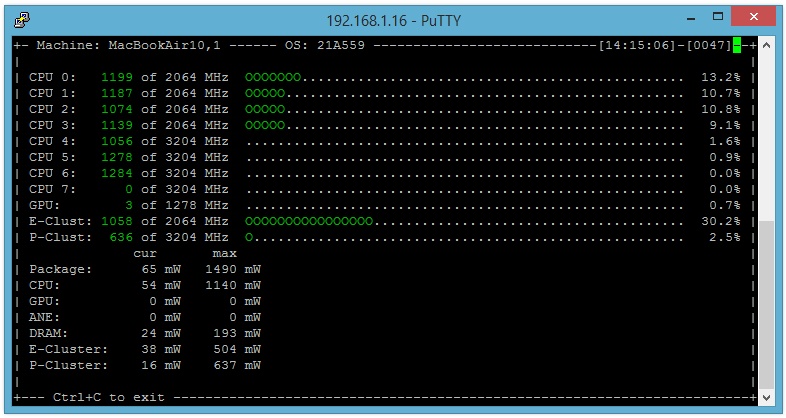 192.168.1.16 - PuTTY
+- Machine: MacBookAir10,1 ------ OS: 21A559 ----------------------------[14:15:06]-[0047]--+
| CPU 0: 1199 of 2064 MHz OOOOOOO................................................ 13.2% |
| CPU 1: 1187 of 2064 MHz OOOOO.................................................. 10.7% |
| CPU 2: 1074 of 2064 MHz OOOOO.................................................. 10.8% |
| CPU 3: 1139 of 2064 MHz OOOOO.................................................. 9.1% |
| CPU 4: 1056 of 3204 MHz ....................................................... 1.6% |
| CPU 5: 1278 of 3204 MHz ....................................................... 0.9% |
| CPU 6: 1284 of 3204 MHz ....................................................... 0.0% |
| CPU 7: 0 of 3204 MHz ....................................................... 0.0% |
| GPU: 3 of 1278 MHz ....................................................... 0.7% |
| E-Clust: 1058 of 2064 MHz OOOOOOOOOOOOOOOO....................................... 30.2% |
| P-Clust: 636 of 3204 MHz O...................................................... 2.5% |
| cur max |
| Package: 65 mW 1490 mW |
| CPU: 54 mW 1140 mW |
| GPU: 0 mW 0 mW |
| ANE: 0 mW 0 mW |
| DRAM: 24 mW 193 mW |
| E-Cluster: 38 mW 504 mW |
| P-Cluster: 16 mW 637 mW |
+--- Ctrl+C to exit ------------------------------------------------------------------------+